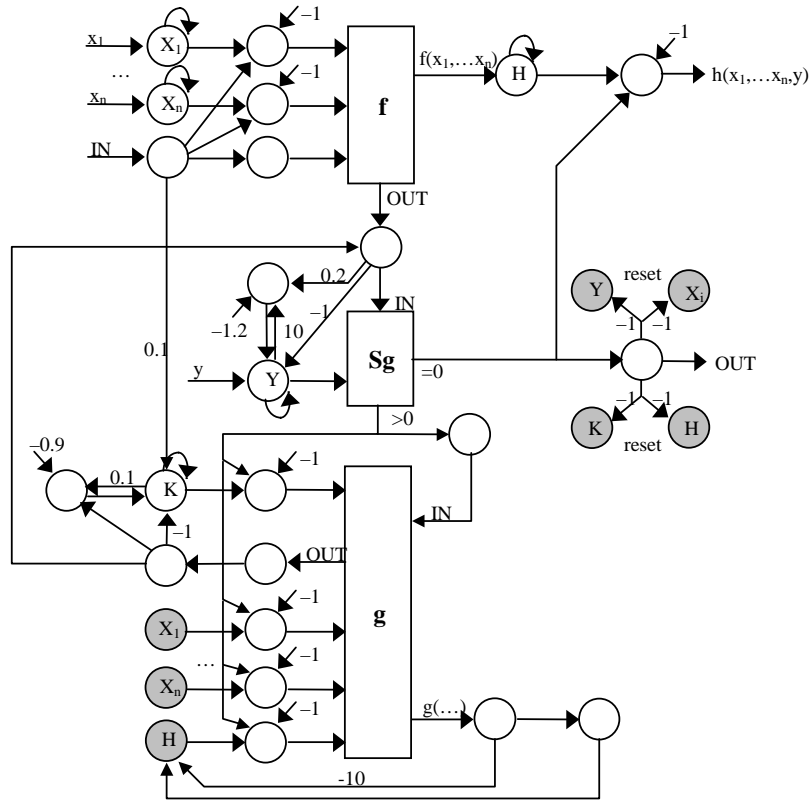 x1 X1 –1
… –1 f(x1,…xn) H –1
xn Xn f h(x1,…xn,y)
IN
OUT
0.2 reset
–1 Y Xi
–1.2 10 IN –1 –1
0.1 Sg
y Y =0 OUT
>0 –1 –1
–0.9 –1 K H
0.1 reset
K IN
–1
OUT
–1 g
X1
… –1
Xn
–1 g(…)
H
-10